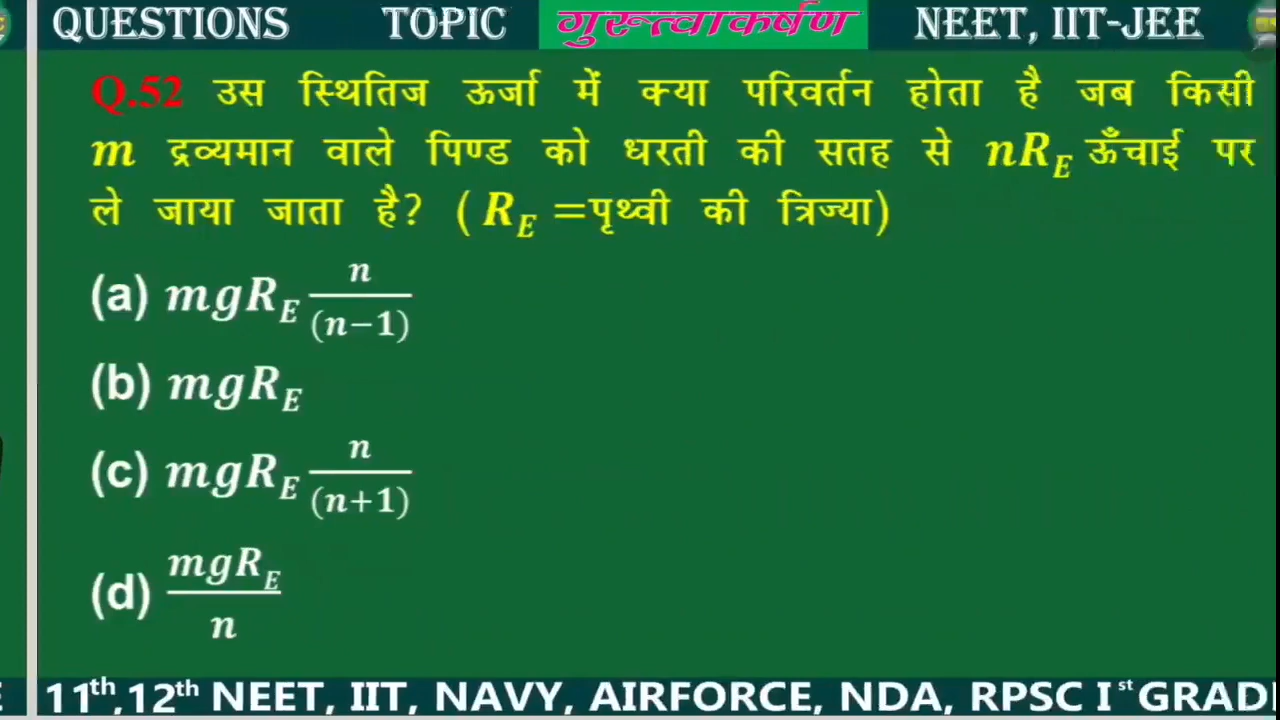 QUESTIONS TOPIC गुरूत्वाकर्षण NEET, IIT-JEE
Q.52 उस स्थितिज ऊर्जा में क्या परिवर्तन होता है जब किसी
m द्रव्यमान वाले पिण्ड को धरती की सतह से nR_E ऊँचाई पर
ले जाया जाता है? ( R_E =पृथ्वी की त्रिज्या)
(a) mgR_E n/(n−1)
(b) mgR_E
(c) mgR_E n/(n+1)
(d) mgR_E/n
E 11th,12th NEET, IIT, NAVY, AIRFORCE, NDA, RPSC Ist GRAD